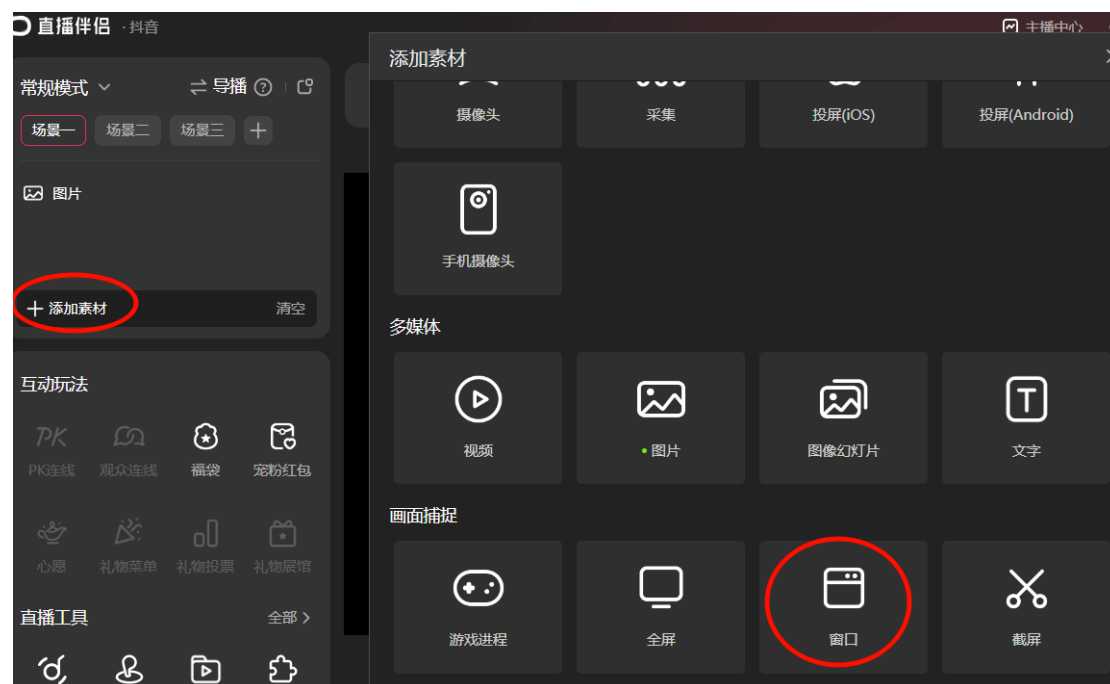 直播伴侣 · 抖音
主播中心
添加素材
常规模式
导播
场景一 场景二 场景三
摄像头 采集 投屏(iOS) 投屏(Android)
图片
手机摄像头
添加素材 清空
多媒体
互动玩法
视频 图片 图像幻灯片 文字
PK
PK连线 观众连线 福袋 宠粉红包
画面捕捉
心愿 礼物菜单 礼物投票 礼物展馆
直播工具 全部
游戏进程 全屏 窗口 截屏